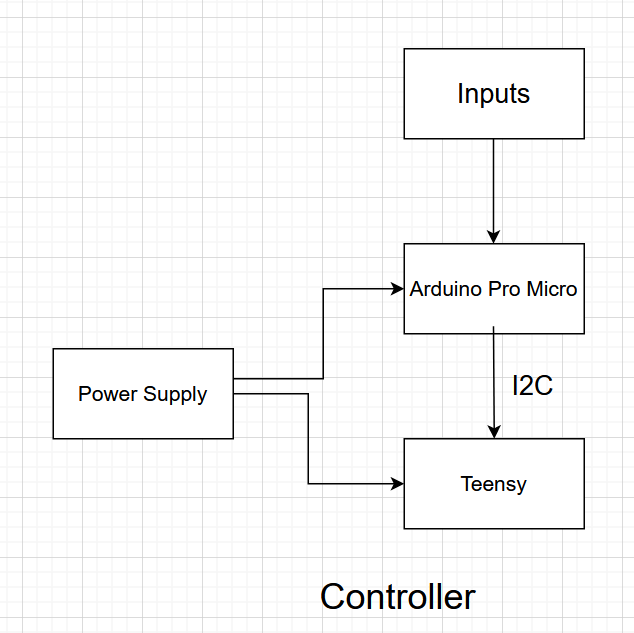 Inputs
Arduino Pro Micro
I2C
Power Supply
Teensy
Controller